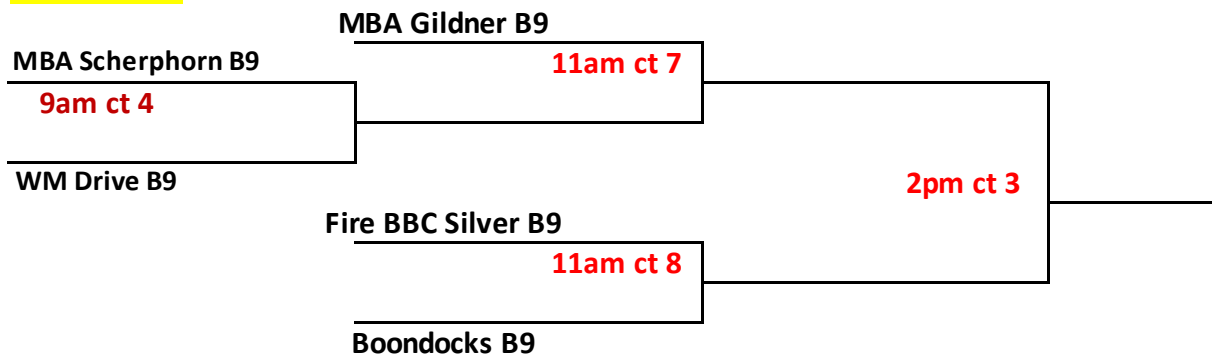 MBA Gildner B9
MBA Scherphorn B9
11am ct 7
9am ct 4
WM Drive B9
2pm ct 3
Fire BBC Silver B9
11am ct 8
Boondocks B9